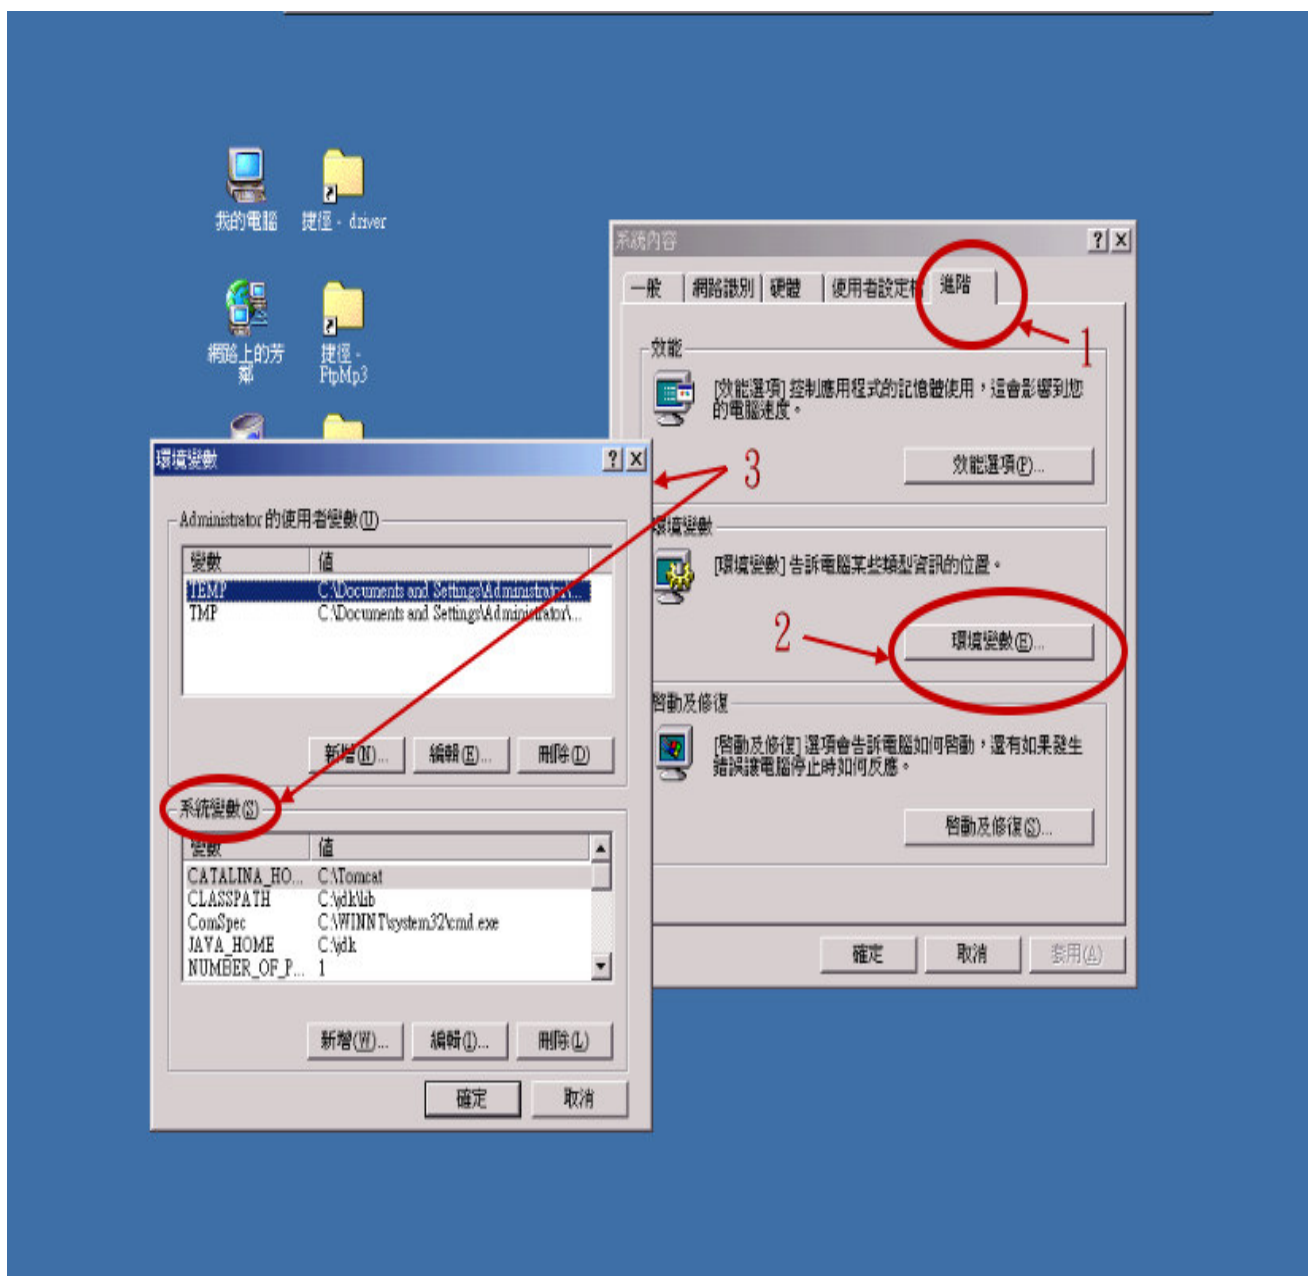 我的電腦
捷徑 - driver
網路上的芳
鄰
捷徑 -
FtpMp3
系統內容
一般
網路識別
硬體
使用者設定檔
進階
1
效能
[效能選項] 控制應用程式的記憶體使用，這會影響到您
的電腦速度。
效能選項(P)...
環境變數
[環境變數] 告訴電腦某些類型資訊的位置。
2
環境變數(E)...
啓動及修復
[啓動及修復] 選項會告訴電腦如何啓動，還有如果發生
錯誤讓電腦停止時如何反應。
啓動及修復(S)...
確定
取消
套用(A)
環境變數
3
Administrator 的使用者變數(U)
變數
值
TEMP
C:\Documents and Settings\Administrator\...
TMP
C:\Documents and Settings\Administrator\...
新增(N)...
編輯(E)...
刪除(D)
系統變數(S)
變數
值
CATALINA_HO...
C:\Tomcat
CLASSPATH
C:\jdk\lib
ComSpec
C:\WINNT\system32\cmd.exe
JAVA_HOME
C:\jdk
NUMBER_OF_P...
1
新增(W)...
編輯(I)...
刪除(L)
確定
取消